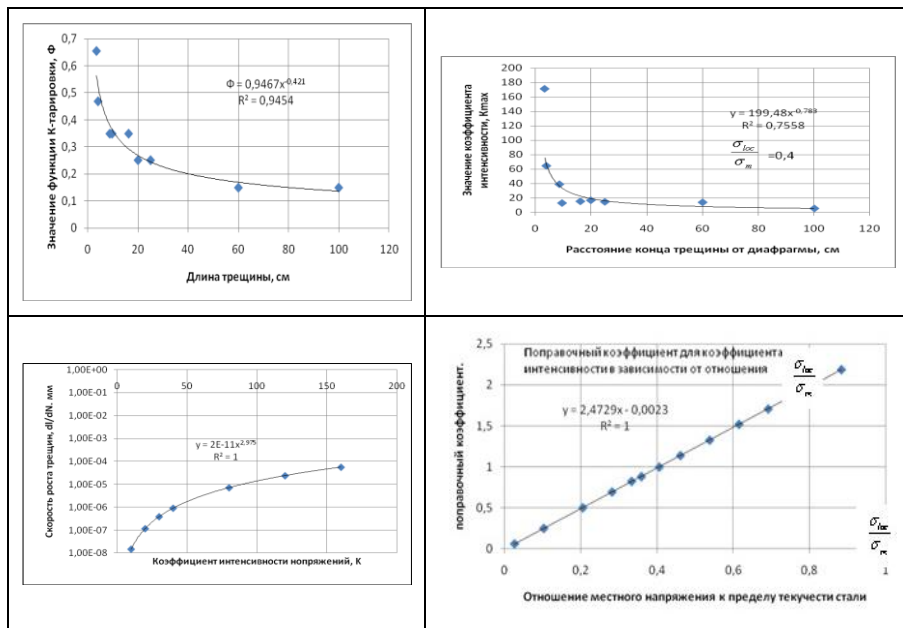 0,7
0,6
0,5
0,4
0,3
0,2
0,1
0
Значение функции К-тарировки, Ф
Ф = 0,9467x^-0,421
R² = 0,9454
0 20 40 60 80 100 120
Длина трещины, см
200
180
160
140
120
100
80
60
40
20
0
Значение коэффициента
интенсивности, Kmax
y = 199,48x^-0,783
R² = 0,7558
σloc
σm
=0,4
0 20 40 60 80 100 120
Расстояние конца трещины от диафрагмы, см
1,00E+00
1,00E-01
1,00E-02
1,00E-03
1,00E-04
1,00E-05
1,00E-06
1,00E-07
1,00E-08
Скорость роста трещин, dl/dN. мм
0 50 100 150 200
y = 2E-11x^2,975
R² = 1
Коэффициент интенсивности нопряжений, K
2,5
2
1,5
1
0,5
0
поправочный коэффициент.
Поправочный коэффициент для коэффициента
интенсивности в зависимости от отношения
σloc
y = 2,4729x - 0,0023
R² = 1
σloc
0 0,2 0,4 0,6 0,8 1
Отношение местного напряжения к пределу текучести стали